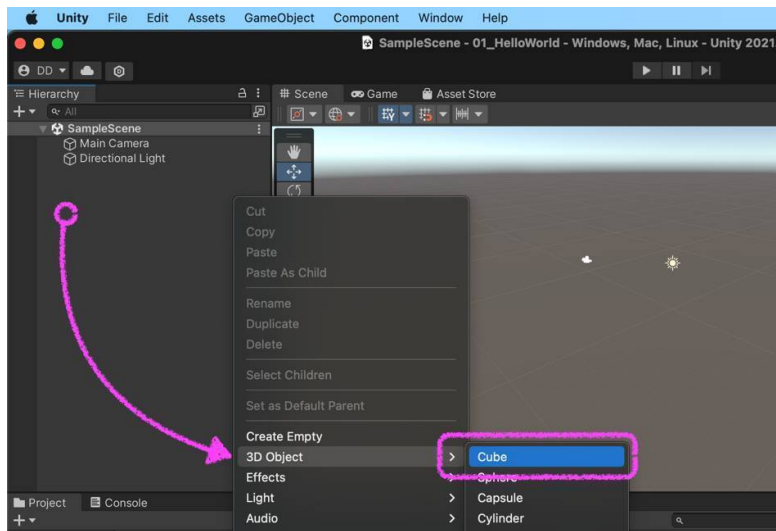 Unity File Edit Assets GameObject Component Window Help
SampleScene - 01_HelloWorld - Windows, Mac, Linux - Unity 2021
DD
Hierarchy
# Scene Game Asset Store
All
SampleScene
Main Camera
Directional Light
Cut
Copy
Paste
Paste As Child
Rename
Duplicate
Delete
Select Children
Set as Default Parent
Create Empty
3D Object > Cube
Effects > Sphere
Light > Capsule
Audio > Cylinder
Project Console